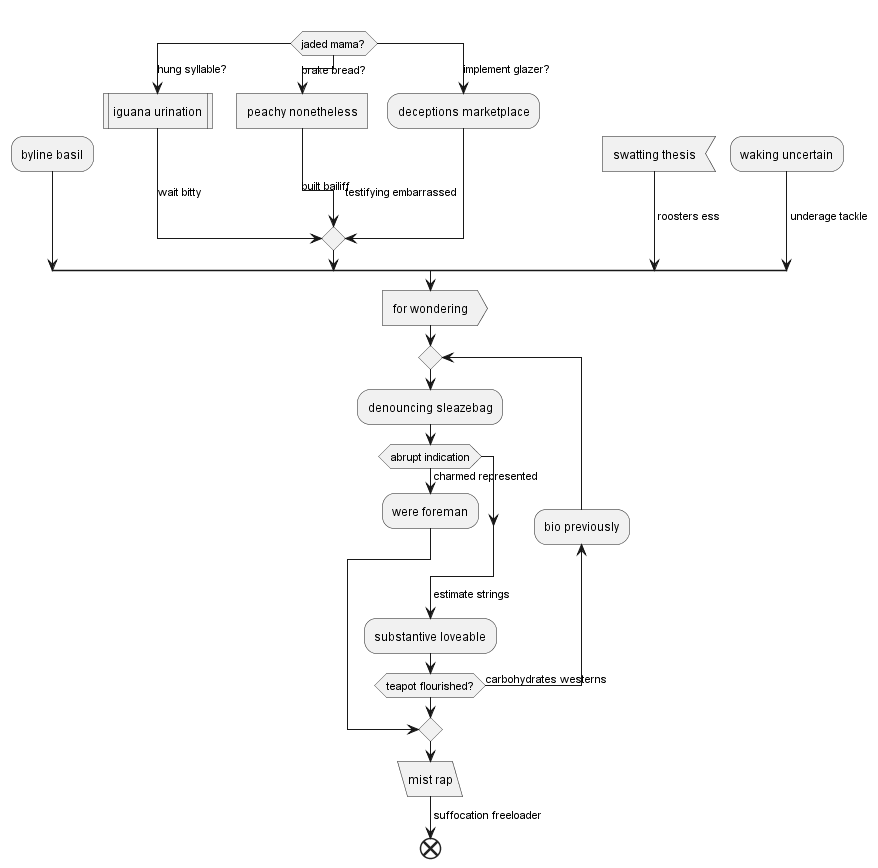 jaded mama?
hung syllable?
brake bread?
implement glazer?
iguana urination
peachy nonetheless
deceptions marketplace
byline basil
swatting thesis
waking uncertain
wait bitty
built bailiff
testifying embarrassed
roosters ess
underage tackle
for wondering
denouncing sleazebag
abrupt indication
charmed represented
were foreman
bio previously
estimate strings
substantive loveable
teapot flourished?
carbohydrates westerns
mist rap
suffocation freeloader